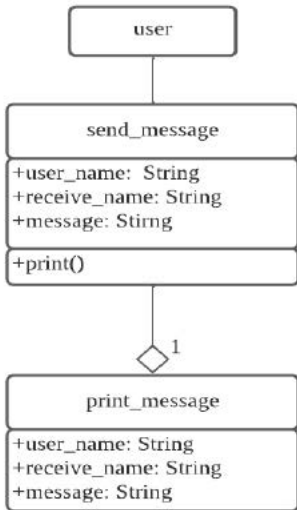 user
send_message
+user_name: String
+receive_name: String
+message: Stirng
+print()
1
print_message
+user_name: String
+receive_name: String
+message: String